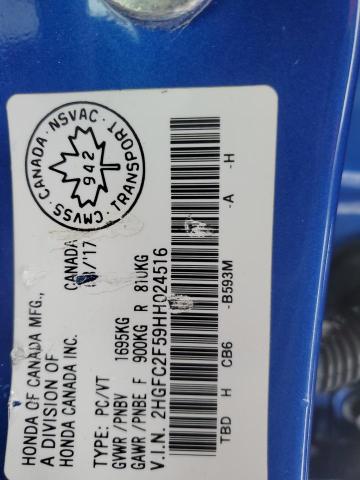 HONDA OF CANADA MFG.,
A DIVISION OF
HONDA CANADA INC.
CANADA
/'17
TYPE: PC/VT
GVWR/PNBV 1695KG
GAWR/PNBE F 900KG R 810KG
V.I.N. 2HGFC2F59HH024516
TBD H CB6 -B593M -A -H
CMVSS · CANADA · NSVAC · TRANSPORT
942